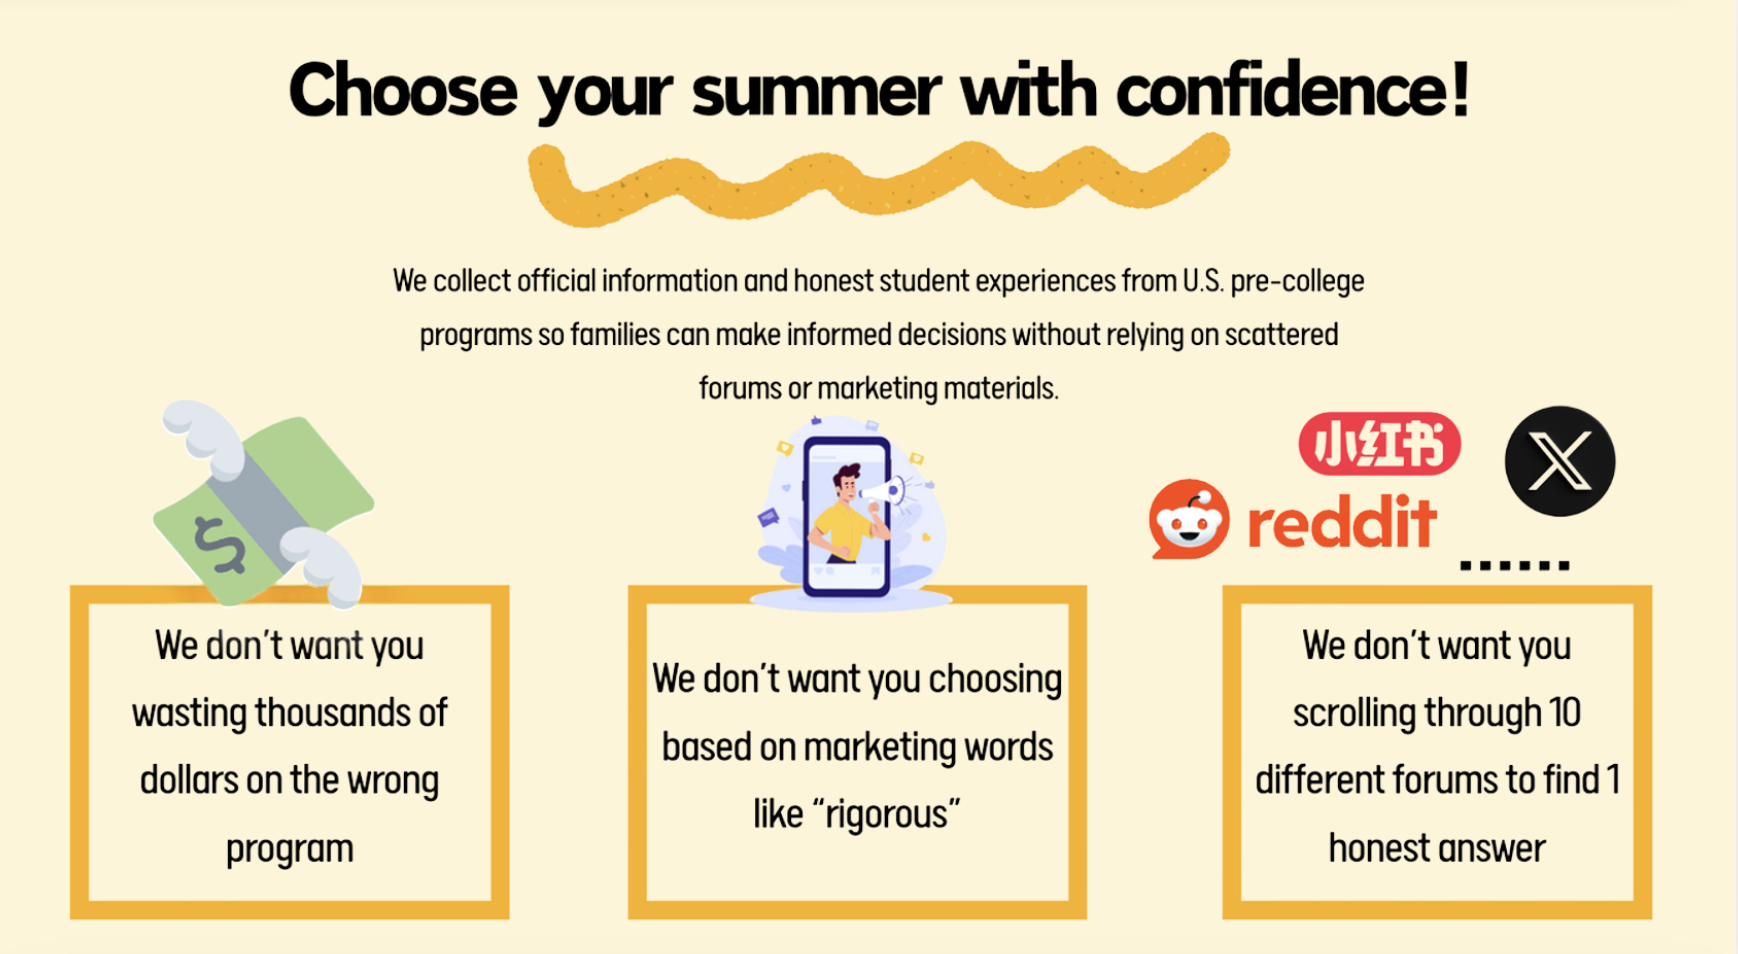 Choose your summer with confidence!
We collect official information and honest student experiences from U.S. pre-college
programs so families can make informed decisions without relying on scattered
forums or marketing materials.
$
小红书
X
reddit
......
We don't want you
wasting thousands of
dollars on the wrong
program
We don't want you choosing
based on marketing words
like “rigorous”
We don't want you
scrolling through 10
different forums to find 1
honest answer